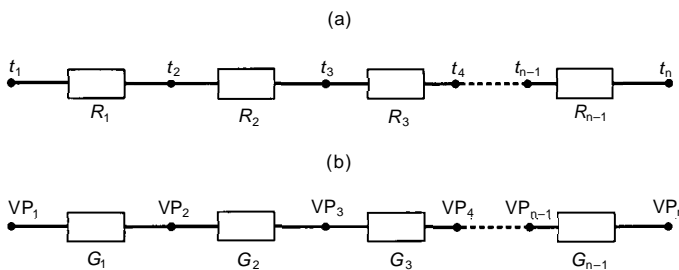 (a)
t₁ t₂ t₃ t₄ tₙ₋₁ tₙ
R₁ R₂ R₃ Rₙ₋₁
(b)
VP₁ VP₂ VP₃ VP₄ VPₙ₋₁
G₁ G₂ G₃ Gₙ₋₁